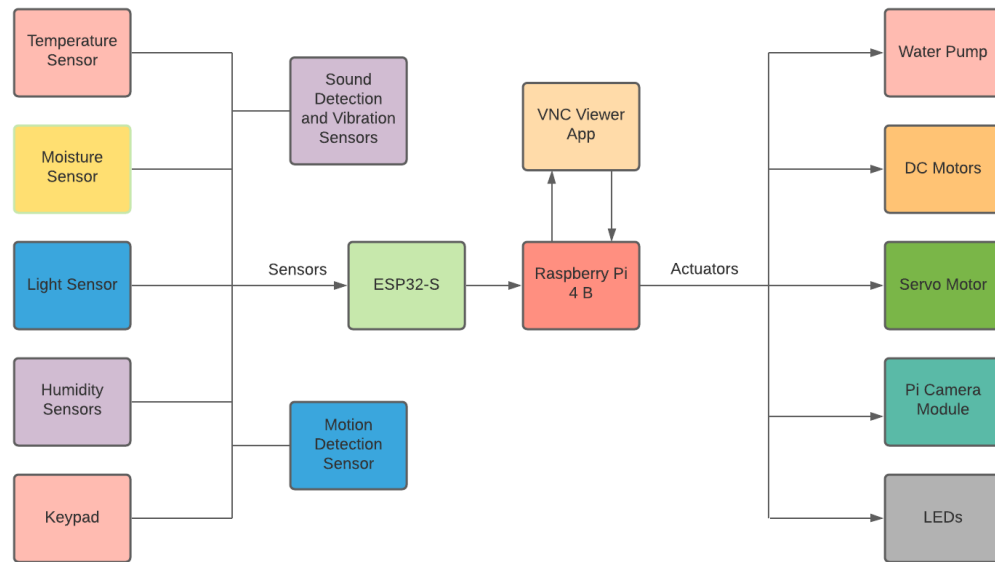 Temperature
Sensor
Moisture
Sensor
Light Sensor
Humidity
Sensors
Keypad
Sound
Detection
and Vibration
Sensors
Sensors
Motion
Detection
Sensor
ESP32-S
VNC Viewer
App
Raspberry Pi
4 B
Actuators
Water Pump
DC Motors
Servo Motor
Pi Camera
Module
LEDs